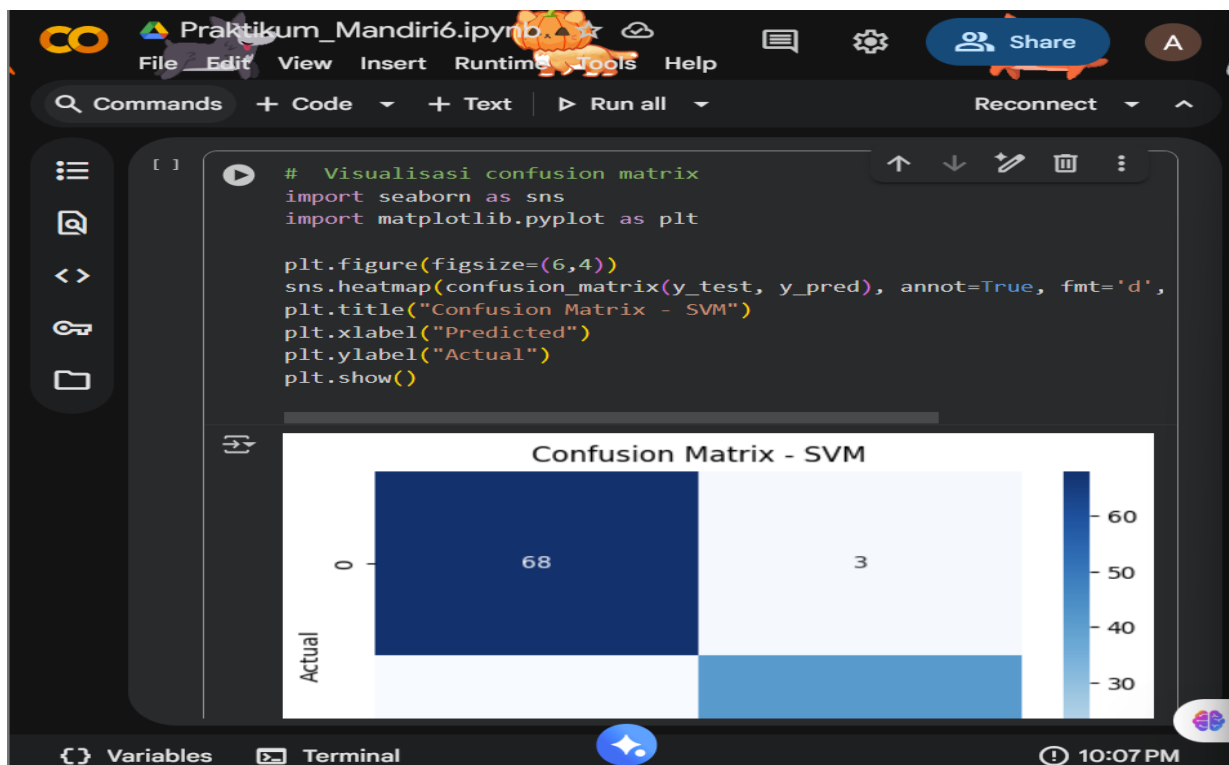 Praktikum_Mandiri6.ipynb
Share
A
File Edit View Insert Runtime Tools Help
Commands + Code + Text Run all Reconnect
[ ]
# Visualisasi confusion matrix
import seaborn as sns
import matplotlib.pyplot as plt
plt.figure(figsize=(6,4))
sns.heatmap(confusion_matrix(y_test, y_pred), annot=True, fmt='d',
plt.title("Confusion Matrix - SVM")
plt.xlabel("Predicted")
plt.ylabel("Actual")
plt.show()
Confusion Matrix - SVM
60
0
68
3
50
40
Actual
30
{} Variables
Terminal
10:07 PM